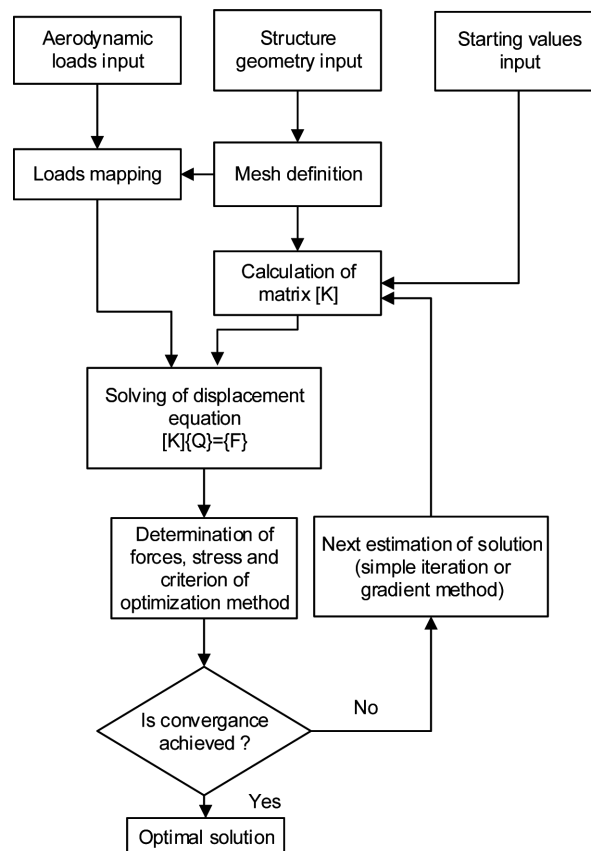 Aerodynamic
loads input
Structure
geometry input
Starting values
input
Loads mapping
Mesh definition
Calculation of
matrix [K]
Solving of displacement
equation
[K]{Q}={F}
Determination of
forces, stress and
criterion of
optimization method
Next estimation of solution
(simple iteration or
gradient method)
Is convergance
achieved ?
No
Yes
Optimal solution